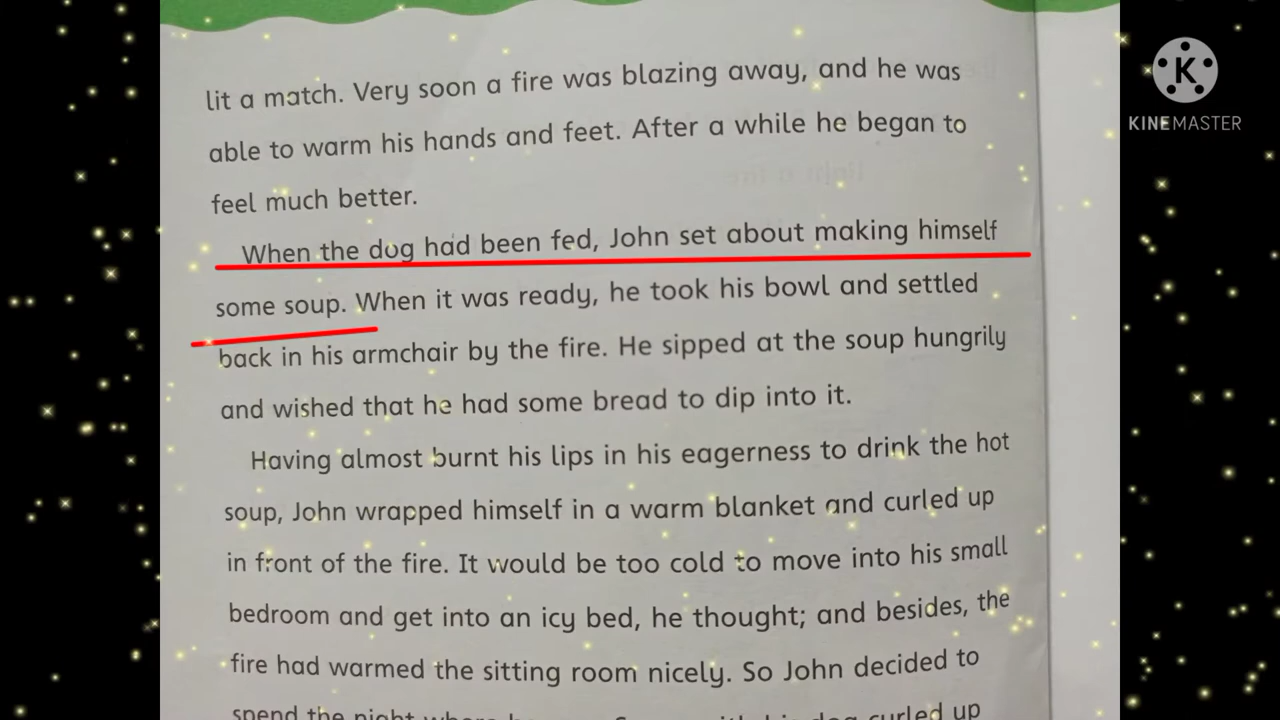 lit a match. Very soon a fire was blazing away, and he was
able to warm his hands and feet. After a while he began to
feel much better.
When the dog had been fed, John set about making himself
some soup. When it was ready, he took his bowl and settled
back in his armchair by the fire. He sipped at the soup hungrily
and wished that he had some bread to dip into it.
Having almost burnt his lips in his eagerness to drink the hot
soup, John wrapped himself in a warm blanket and curled up
in front of the fire. It would be too cold to move into his small
bedroom and get into an icy bed, he thought; and besides, the
fire had warmed the sitting room nicely. So John decided to
spend the night where
dog curled up
K
KINEMASTER